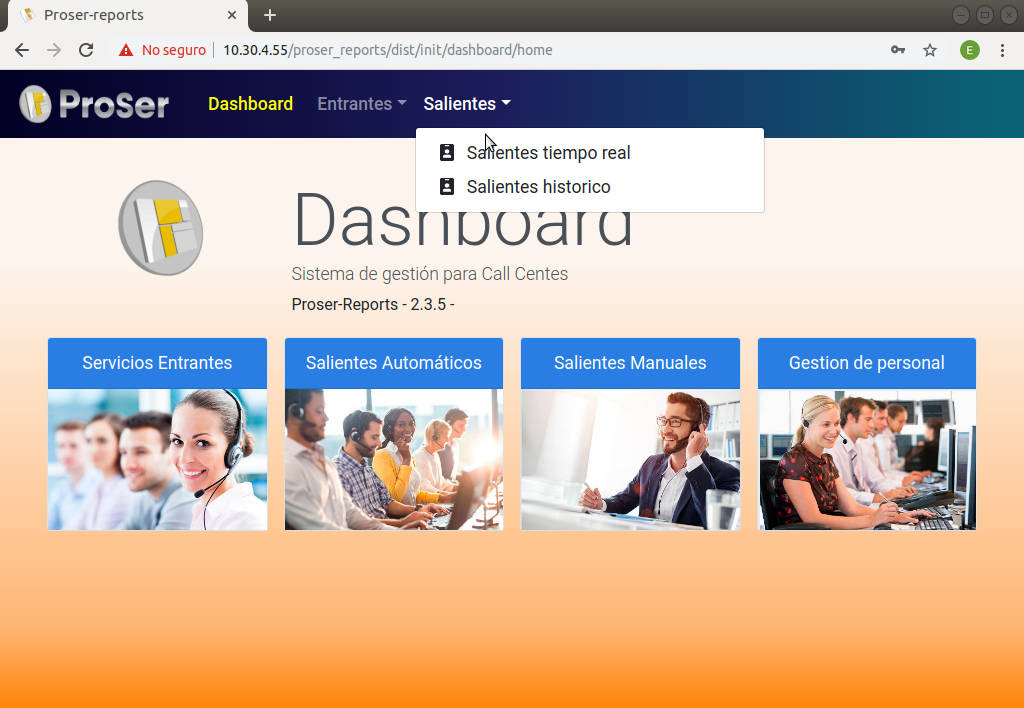 Proser-reports
No seguro
10.30.4.55/proser_reports/dist/init/dashboard/home
E
ProSer
Dashboard
Entrantes
Salientes
Salientes tiempo real
Salientes historico
Dashboard
Sistema de gestión para Call Centes
Proser-Reports - 2.3.5 -
Servicios Entrantes
Salientes Automáticos
Salientes Manuales
Gestion de personal